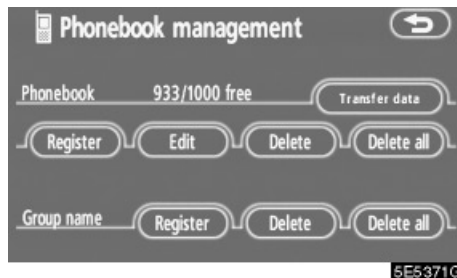 Phonebook management
Phonebook 933/1000 free Transfer data
Register Edit Delete Delete all
Group name Register Delete Delete all
5E5371G